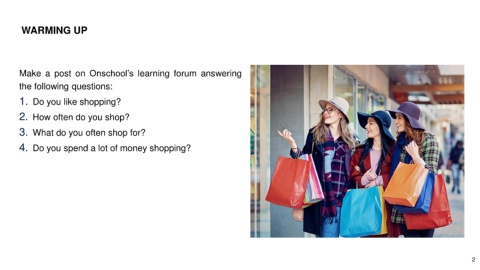 WARMING UP
Make a post on Onschool's learning forum answering
the following questions:
1. Do you like shopping?
2. How often do you shop?
3. What do you often shop for?
4. Do you spend a lot of money shopping?
2